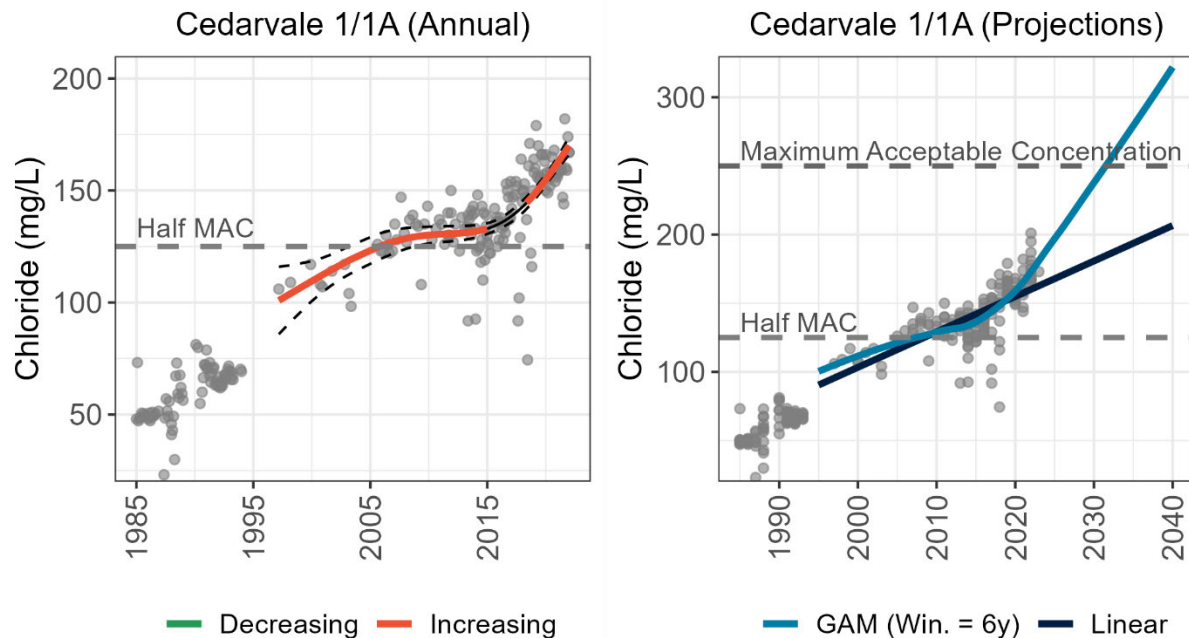 Cedarvale 1/1A (Annual)
200
150
100
50
Chloride (mg/L)
Half MAC
1985
1995
2005
2015
Decreasing
Increasing
Cedarvale 1/1A (Projections)
300
200
100
Chloride (mg/L)
Maximum Acceptable Concentration
Half MAC
1990
2000
2010
2020
2030
2040
GAM (Win. = 6y)
Linear